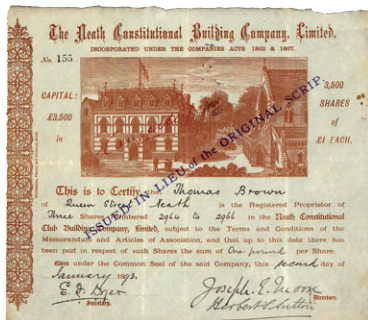 The Neath Constitutional Building Company, Limited.
INCORPORATED UNDER THE COMPANIES ACTS 1862 & 1867.
No. 155
CAPITAL:
£3,500
in
3,500
SHARES
of
£1 EACH.
ISSUED IN LIEU of the ORIGINAL SCRIP
This is to Certify that Thomas Brown
of Queen Street Neath is the Registered Proprietor of
Three Shares numbered 2964 to 2966 in the Neath Constitutional
Club Building Company, Limited, subject to the Terms and Conditions of the
Memorandum and Articles of Association, and that up to this date there
has been paid in respect of such Shares the sum of One pound per Share.
Given under the Common Seal of the said Company, this second day of
January 1893.
Joseph E. Moore
Herbert Sutton
Directors.
Secretary.